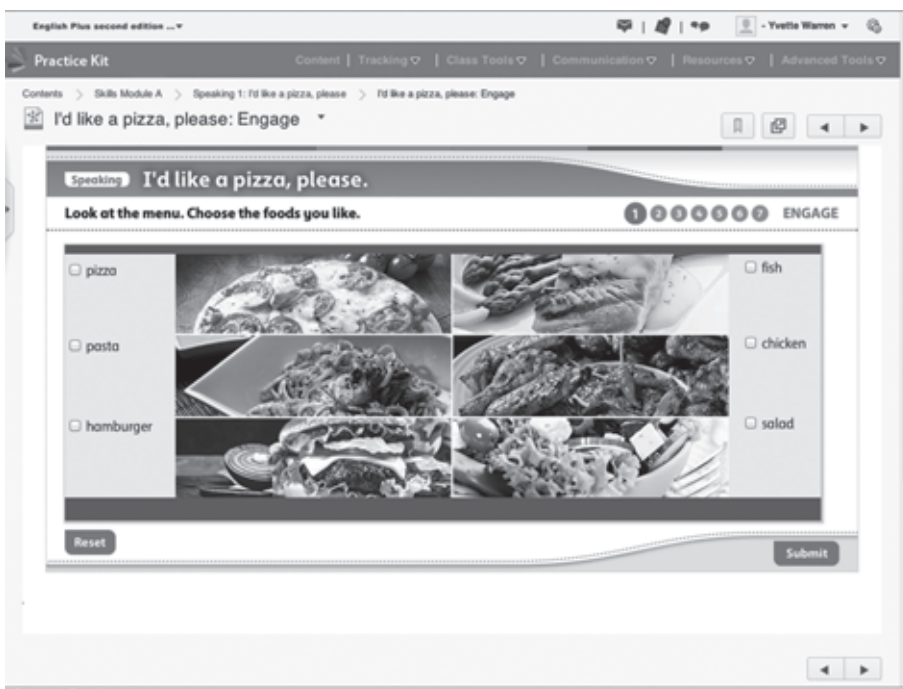 English Plus second edition ...
- Yvette Warren
Practice Kit
Content | Tracking | Class Tools | Communication | Resources | Advanced Tools
Contents > Skills Module A > Speaking 1: I'd like a pizza, please > I'd like a pizza, please: Engage
I'd like a pizza, please: Engage
Speaking I'd like a pizza, please.
Look at the menu. Choose the foods you like.
1 2 3 4 5 6 7 ENGAGE
pizza
fish
pasta
chicken
hamburger
salad
Reset
Submit